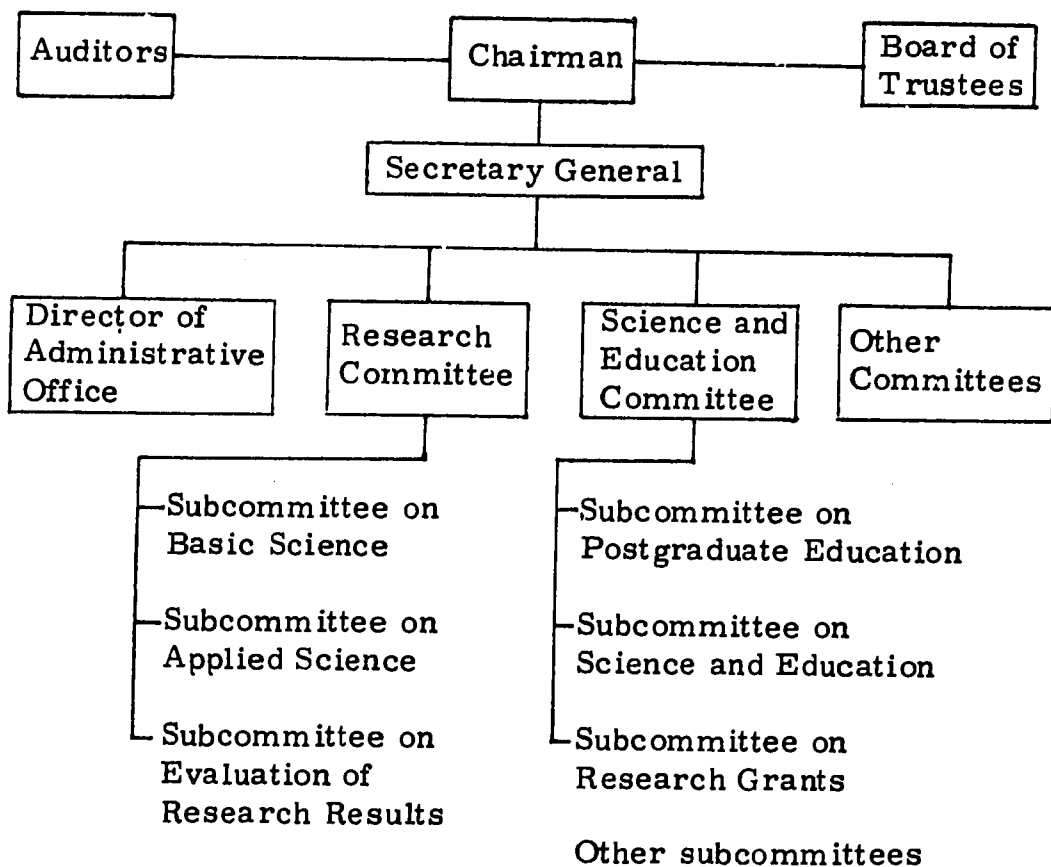 Auditors
Chairman
Board of
Trustees
Secretary General
Director of
Administrative
Office
Research
Committee
Science and
Education
Committee
Other
Committees
Subcommittee on
Basic Science
Subcommittee on
Applied Science
Subcommittee on
Evaluation of
Research Results
Subcommittee on
Postgraduate Education
Subcommittee on
Science and Education
Subcommittee on
Research Grants
Other subcommittees